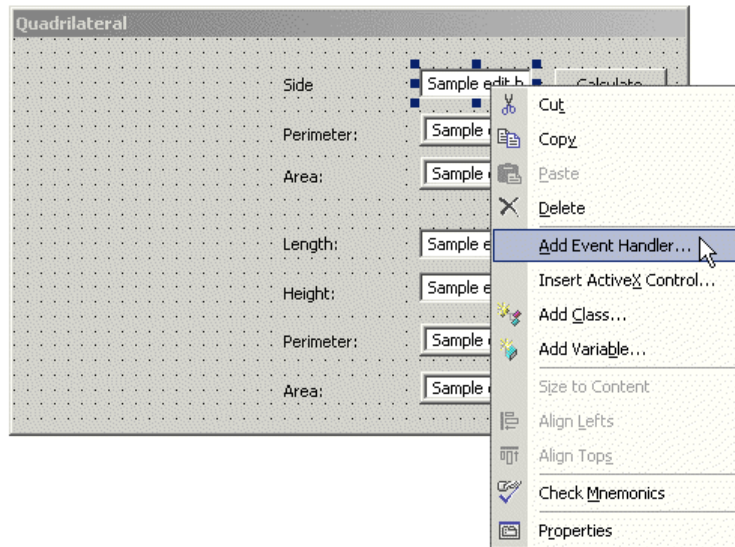 Quadrilateral
Side
Sample edit b
Calculate
Perimeter:
Sample e
Area:
Sample
Length:
Sample e
Height:
Sample e
Perimeter:
Sample
Area:
Sample
Cut
Copy
Paste
Delete
Add Event Handler...
Insert ActiveX Control...
Add Class...
Add Variable...
Size to Content
Align Lefts
Align Tops
Check Mnemonics
Properties